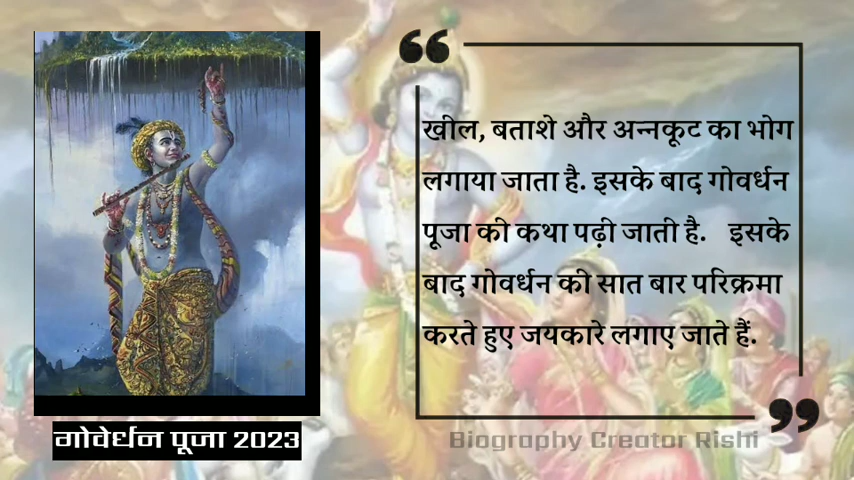 खील, बताशे और अन्नकूट का भोग
लगाया जाता है. इसके बाद गोवर्धन
पूजा की कथा पढ़ी जाती है. इसके
बाद गोवर्धन की सात बार परिक्रमा
करते हुए जयकारे लगाए जाते हैं.
गोवेर्धन पूजा 2023
Biography Creator Rishi